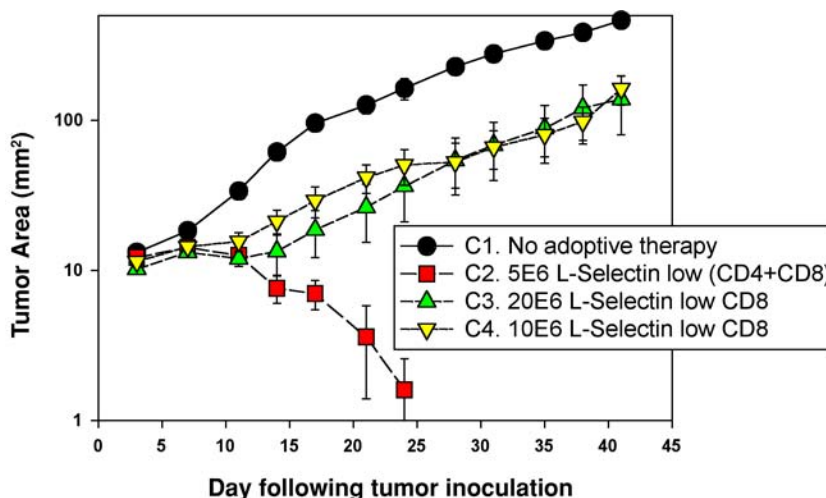 Tumor Area (mm²)
100
10
1
C1. No adoptive therapy
C2. 5E6 L-Selectin low (CD4+CD8)
C3. 20E6 L-Selectin low CD8
C4. 10E6 L-Selectin low CD8
0 5 10 15 20 25 30 35 40 45
Day following tumor inoculation